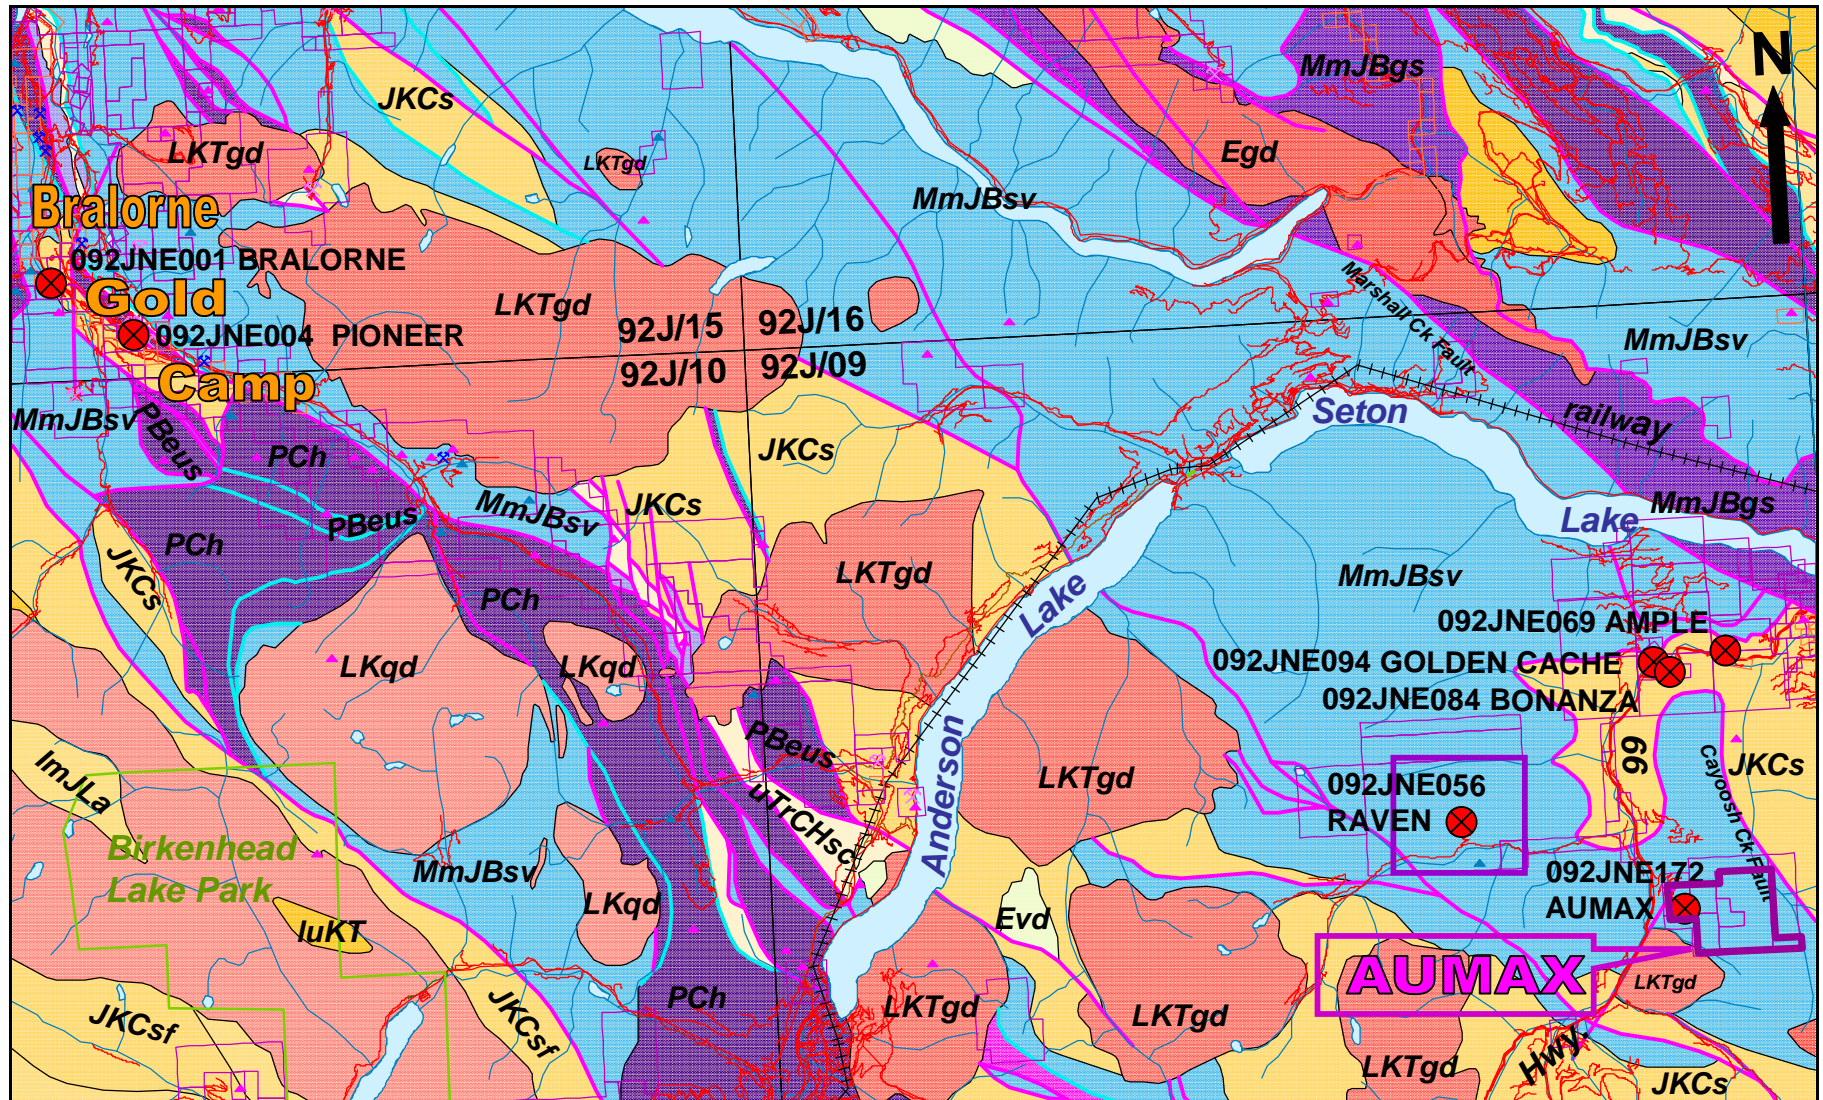 N
MmJBgs
JKCs
LKTgd
LKTgd
Egd
MmJBsv
Bralorne
092JNE001 BRALORNE
Gold
LKTgd
92J/15
92J/16
Marshall Ck Fault
092JNE004 PIONEER
MmJBsv
92J/10
92J/09
Camp
MmJBsv
PBeus
Seton
railway
PCh
JKCs
MmJBsv
JKCs
MmJBgs
PBeus
Lake
PCh
JKCs
LKTgd
MmJBsv
PCh
Lake
092JNE069 AMPLE
LKqd
LKqd
092JNE094 GOLDEN CACHE
092JNE084 BONANZA
PBeus
99
JKCs
Cayoosh Ck Fault
lmJLa
LKTgd
092JNE056
RAVEN
uTrCHsc
Anderson
Birkenhead
Lake Park
MmJBsv
092JNE172
AUMAX
LKqd
luKT
Evd
AUMAX
PCh
LKTgd
LKTgd
LKTgd
JKCsf
JKCsf
Hwy.
LKTgd
JKCs